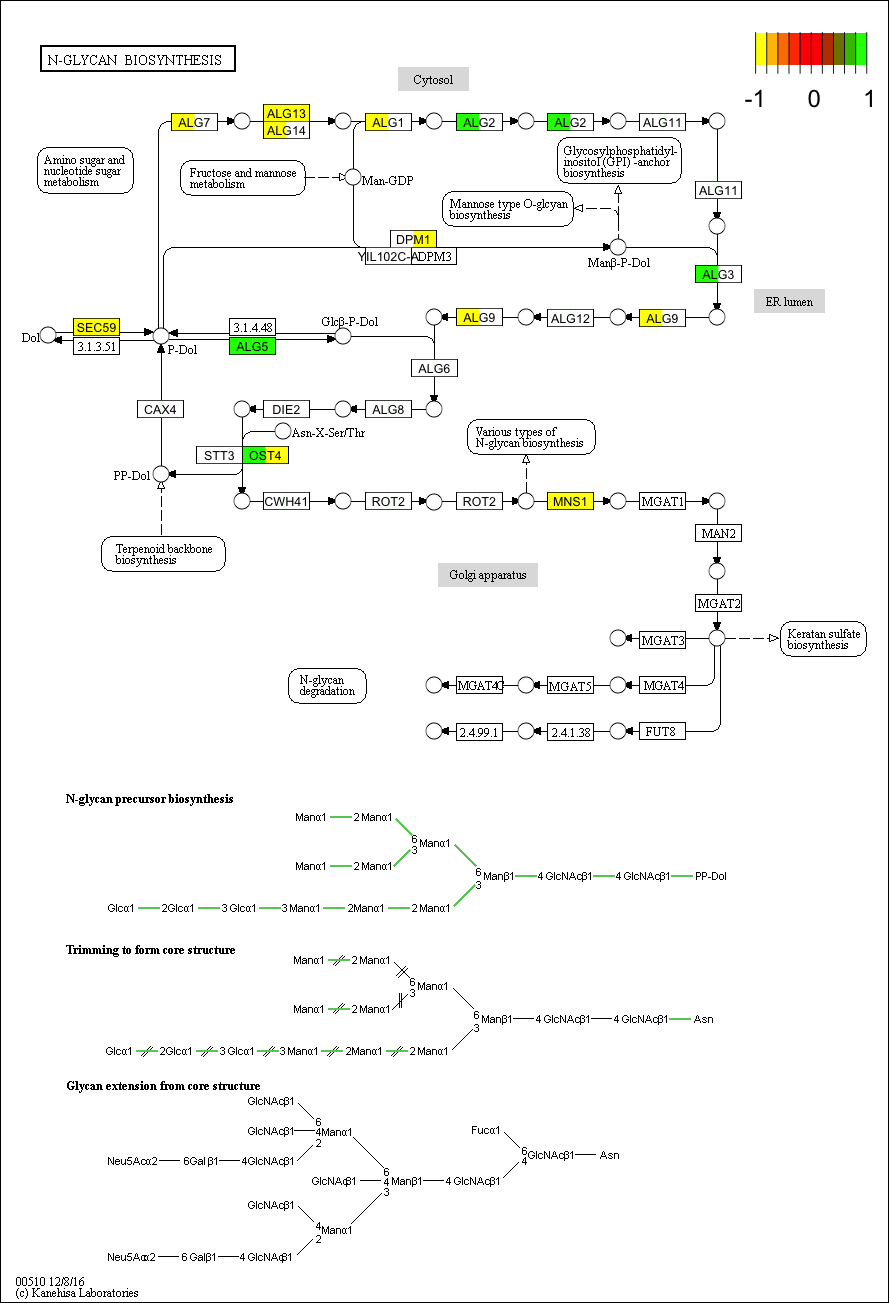 N-GLYCAN BIOSYNTHESIS
-1 0 1
Cytosol
ALG7
ALG13
ALG14
ALG1
ALG2
ALG2
ALG11
Amino sugar and
nucleotide sugar
metabolism
Fructose and mannose
metabolism
Man-GDP
Glycosylphosphatidyl-
inositol (GPI) -anchor
biosynthesis
Mannose type O-glcyan
biosynthesis
ALG11
DPM1
YIL102C-A
DPM3
Manβ-P-Dol
ALG3
ER lumen
Dol
SEC59
3.1.3.51
P-Dol
3.1.4.48
ALG5
Glcβ-P-Dol
ALG9
ALG12
ALG9
ALG6
CAX4
DIE2
ALG8
Asn-X-Ser/Thr
STT3
OST4
PP-Dol
Various types of
N-glycan biosynthesis
CWH41
ROT2
ROT2
MNS1
MGAT1
MAN2
Terpenoid backbone
biosynthesis
Golgi apparatus
MGAT2
MGAT3
Keratan sulfate
biosynthesis
N-glycan
degradation
MGAT4C
MGAT5
MGAT4
2.4.99.1
2.4.1.38
FUT8
N-glycan precursor biosynthesis
Manα1 2 Manα1
6 Manα1
3
Manα1 2 Manα1
6 Manβ1 4 GlcNAcβ1 4 GlcNAcβ1 PP-Dol
3
Glcα1 2Glcα1 3 Glcα1 3 Manα1 2Manα1 2 Manα1
Trimming to form core structure
Manα1 2 Manα1
6 Manα1
3
Manα1 2 Manα1
6 Manβ1 4 GlcNAcβ1 4 GlcNAcβ1 Asn
3
Glcα1 2Glcα1 3 Glcα1 3 Manα1 2Manα1 2 Manα1
Glycan extension from core structure
GlcNAcβ1
6
GlcNAcβ1 4Manα1
2
Neu5Acα2 6Galβ1 4GlcNAcβ1
Fucα1
6 GlcNAcβ1 Asn
4
6
GlcNAcβ1 4 Manβ1 4 GlcNAcβ1
3
GlcNAcβ1
4 Manα1
2
Neu5Acα2 6 Galβ1 4 GlcNAcβ1
00510 12/8/16
(c) Kanehisa Laboratories